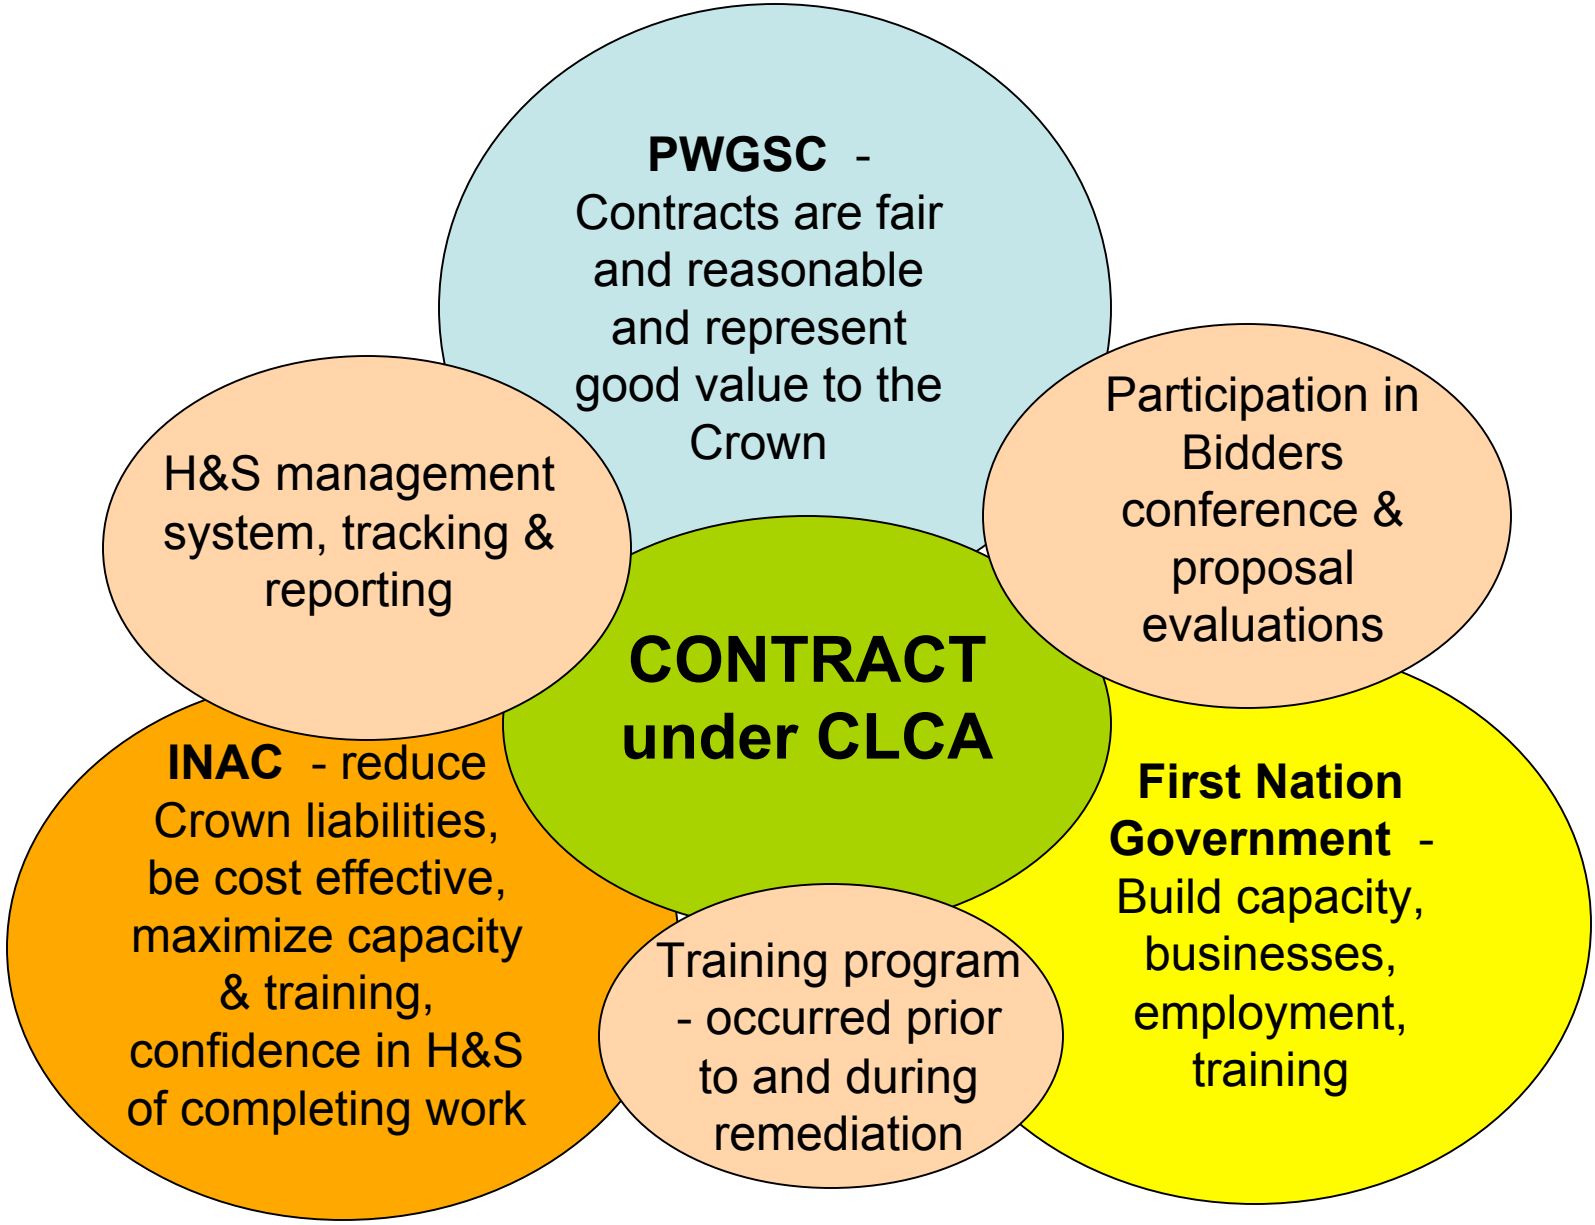 PWGSC -
Contracts are fair
and reasonable
and represent
good value to the
Crown
H&S management
system, tracking &
reporting
Participation in
Bidders
conference &
proposal
evaluations
CONTRACT
under CLCA
INAC - reduce
Crown liabilities,
be cost effective,
maximize capacity
& training,
confidence in H&S
of completing work
First Nation
Government -
Build capacity,
businesses,
employment,
training
Training program
- occurred prior
to and during
remediation